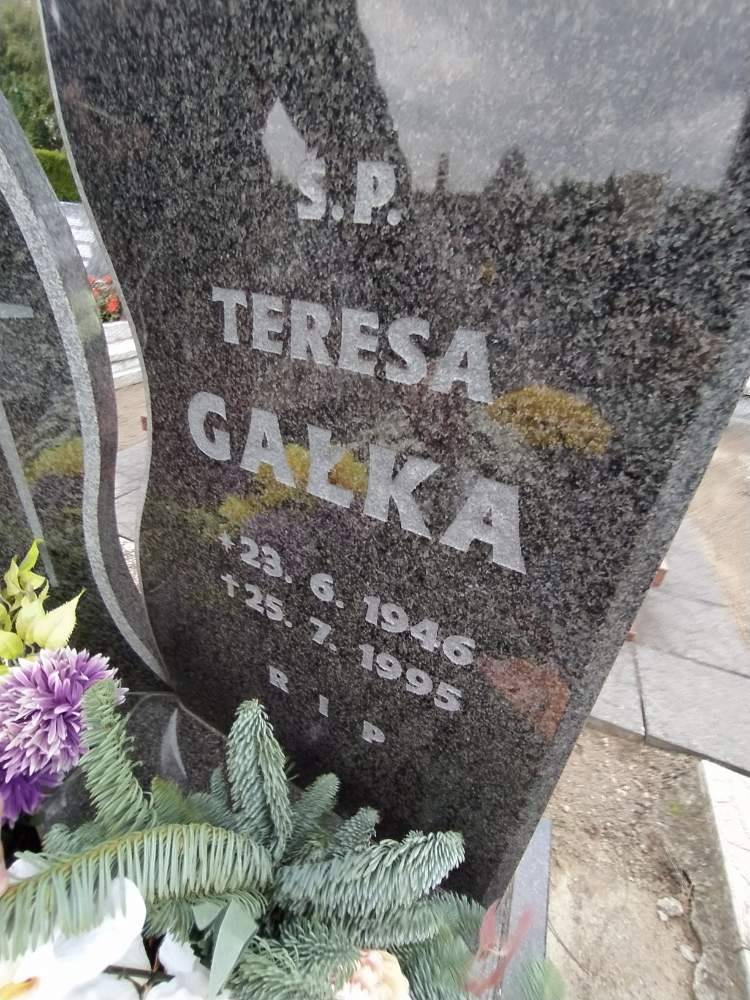 Ś.P.
TERESA
GAŁKA
* 23. 6. 1946
† 25. 7. 1995
R I P